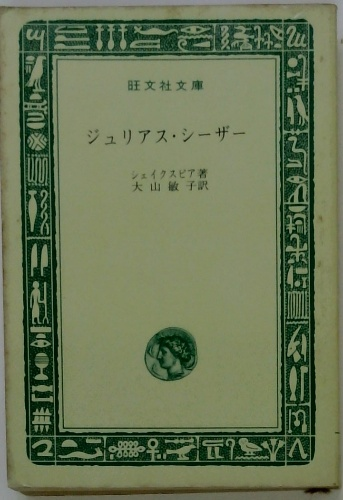 旺文社文庫
ジュリアス・シーザー
シェイクスピア著
大山敏子訳